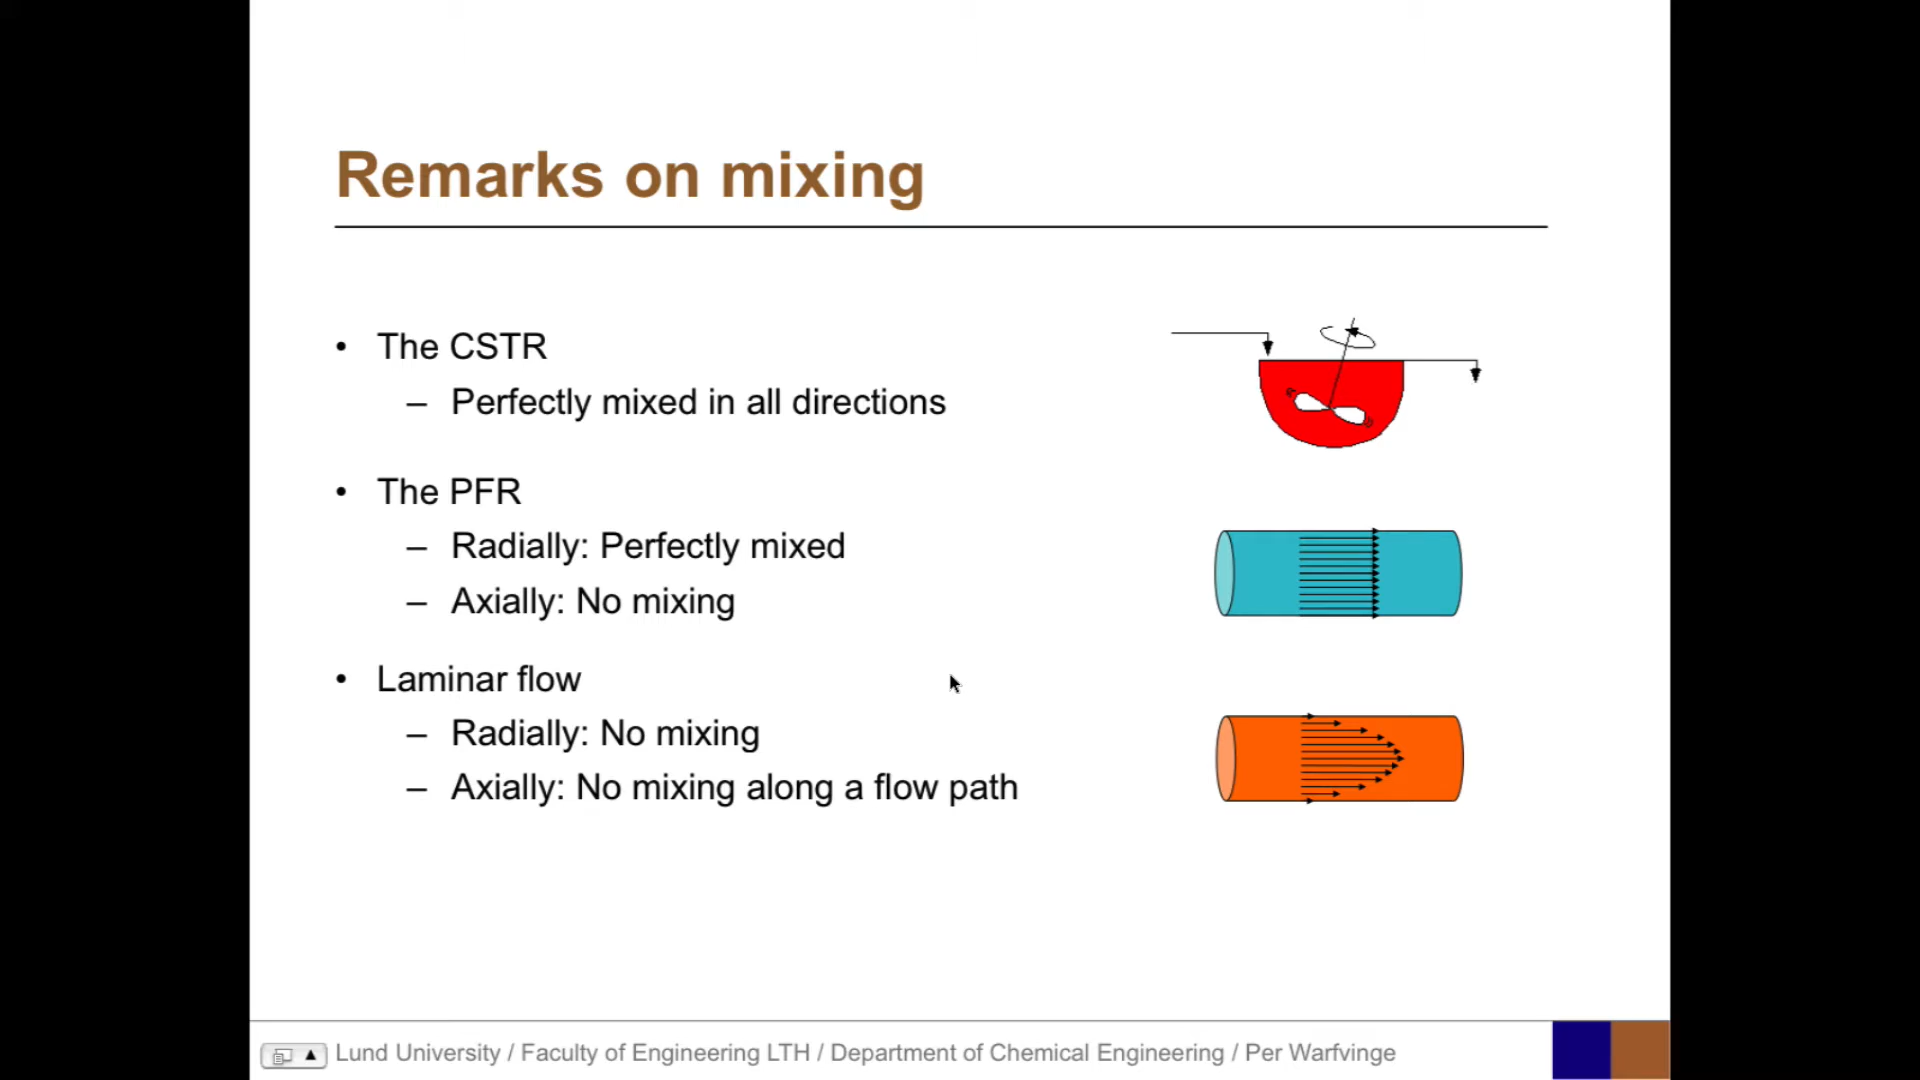 Remarks on mixing
• The CSTR
– Perfectly mixed in all directions
• The PFR
– Radially: Perfectly mixed
– Axially: No mixing
• Laminar flow
– Radially: No mixing
– Axially: No mixing along a flow path
Lund University / Faculty of Engineering LTH / Department of Chemical Engineering / Per Warfvinge